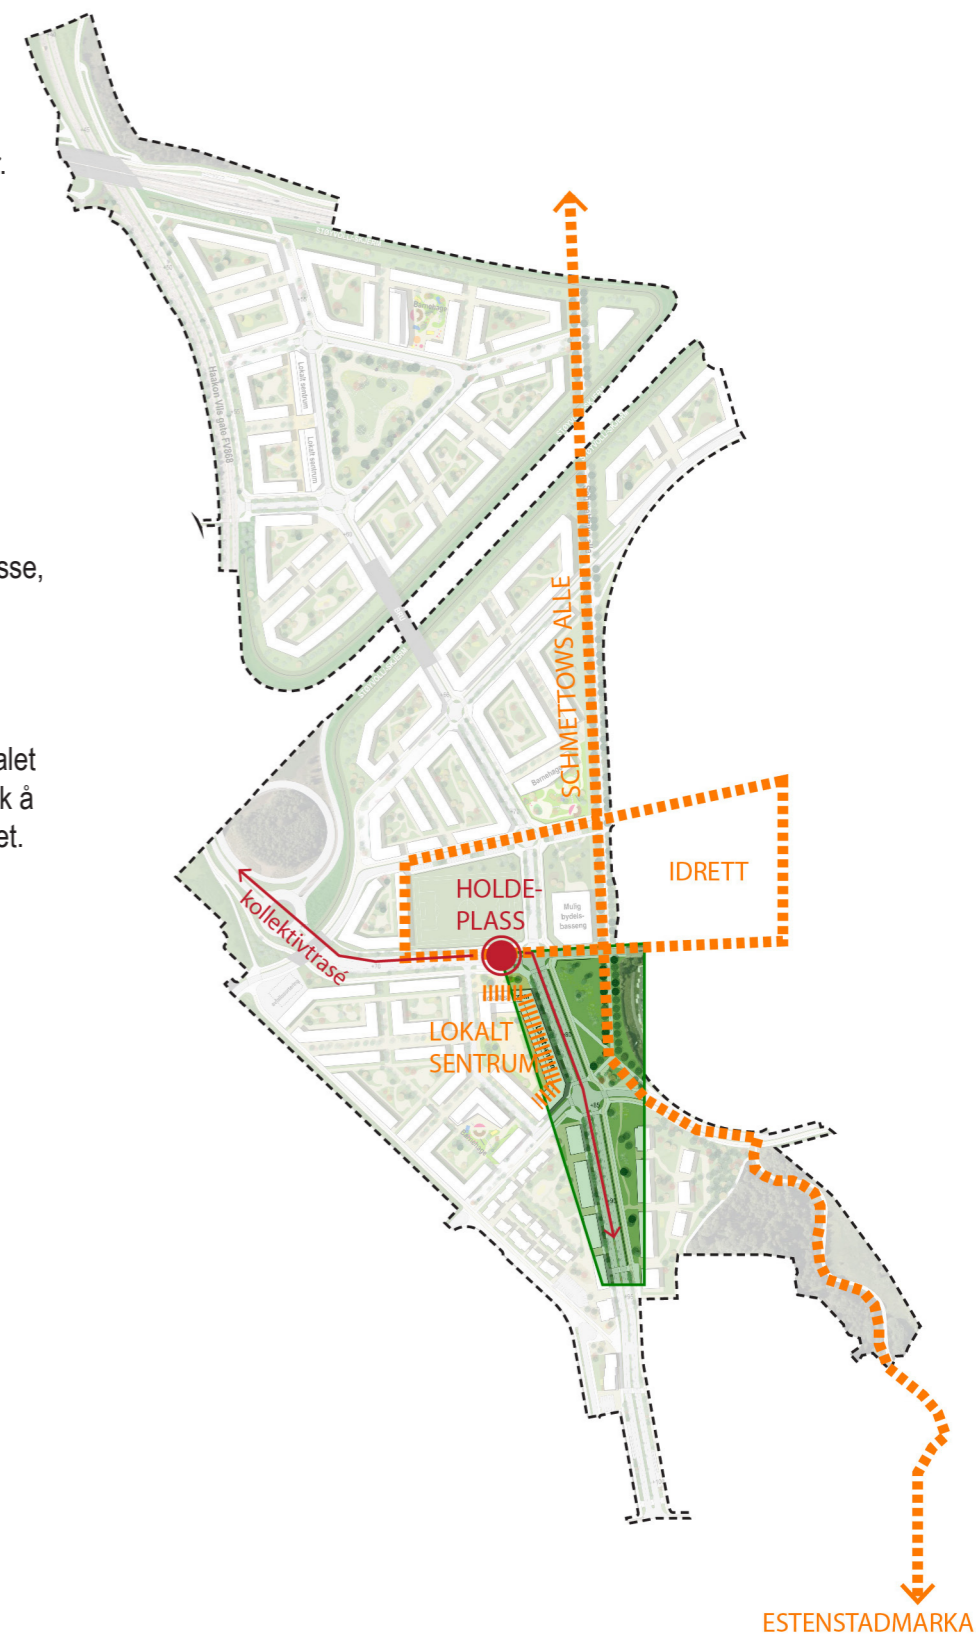 r.
sse,
alet
k å
et.
Barnehage
Lokalt sentrum
Lokalt sentrum
Haakon VIIs gate FV868
SCHMETTOWS ALLE
Barnehage
IDRETT
HOLDE-
PLASS
Mulig
bydels-
basseng
kollektivtrasé
LOKALT
SENTRUM
ESTENSTADMARKA